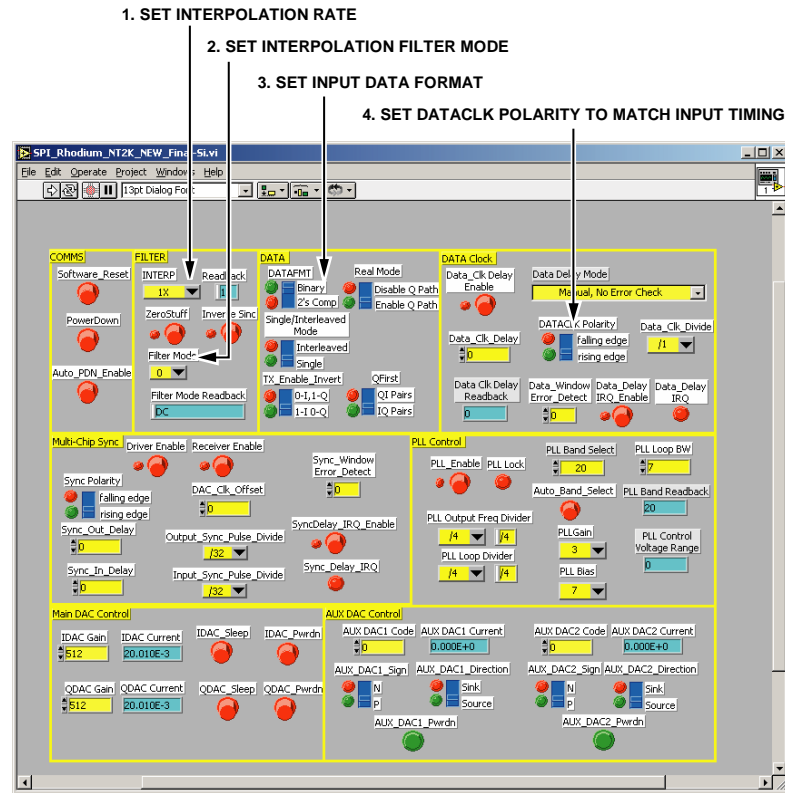 1. SET INTERPOLATION RATE
2. SET INTERPOLATION FILTER MODE
3. SET INPUT DATA FORMAT
4. SET DATACLK POLARITY TO MATCH INPUT TIMING
SPI_Rhodium_NT2K_NEW_Final-Si.vi
File Edit Operate Project Windows Help
13pt Dialog Font
1
COMMS
Software_Reset
PowerDown
Auto_PDN_Enable
FILTER
INTERP
Readback
1X
1
ZeroStuff
Inverse Sinc
Filter Mode
0
Filter Mode Readback
DC
DATA
DATAFMT
Binary
2's Comp
Real Mode
Disable Q Path
Enable Q Path
Single/Interleaved
Mode
Interleaved
Single
TX_Enable_Invert
0-I,1-Q
1-I 0-Q
QFirst
QI Pairs
IQ Pairs
DATA Clock
Data_Clk Delay
Enable
Data Delay Mode
Manual, No Error Check
Data_Clk_Delay
0
DATAClk Polarity
falling edge
rising edge
Data_Clk_Divide
/1
Data Clk Delay
Readback
0
Data_Window
Error_Detect
0
Data_Delay
IRQ_Enable
Data_Delay
IRQ
Multi-Chip Sync
Driver Enable
Receiver Enable
Sync Polarity
falling edge
rising edge
DAC_Clk_Offset
0
Sync_Window
Error_Detect
0
Sync_Out_Delay
0
Output_Sync_Pulse_Divide
/32
SyncDelay_IRQ_Enable
Sync_In_Delay
0
Input_Sync_Pulse_Divide
/32
Sync_Delay_IRQ
PLL Control
PLL_Enable
PLL Lock
PLL Band Select
20
PLL Loop BW
7
Auto_Band_Select
PLL Band Readback
20
PLL Output Freq Divider
/4
/4
PLL Loop Divider
/4
/4
PLLGain
3
PLL Bias
7
PLL Control
Voltage Range
0
Main DAC Control
IDAC Gain
512
IDAC Current
20.010E-3
IDAC_Sleep
IDAC_Pwrdn
QDAC Gain
512
QDAC Current
20.010E-3
QDAC_Sleep
QDAC_Pwrdn
AUX DAC Control
AUX DAC1 Code
0
AUX DAC1 Current
0.000E+0
AUX DAC2 Code
0
AUX DAC2 Current
0.000E+0
AUX_DAC1_Sign
N
P
AUX_DAC1_Direction
Sink
Source
AUX_DAC2_Sign
N
P
AUX_DAC2_Direction
Sink
Source
AUX_DAC1_Pwrdn
AUX_DAC2_Pwrdn